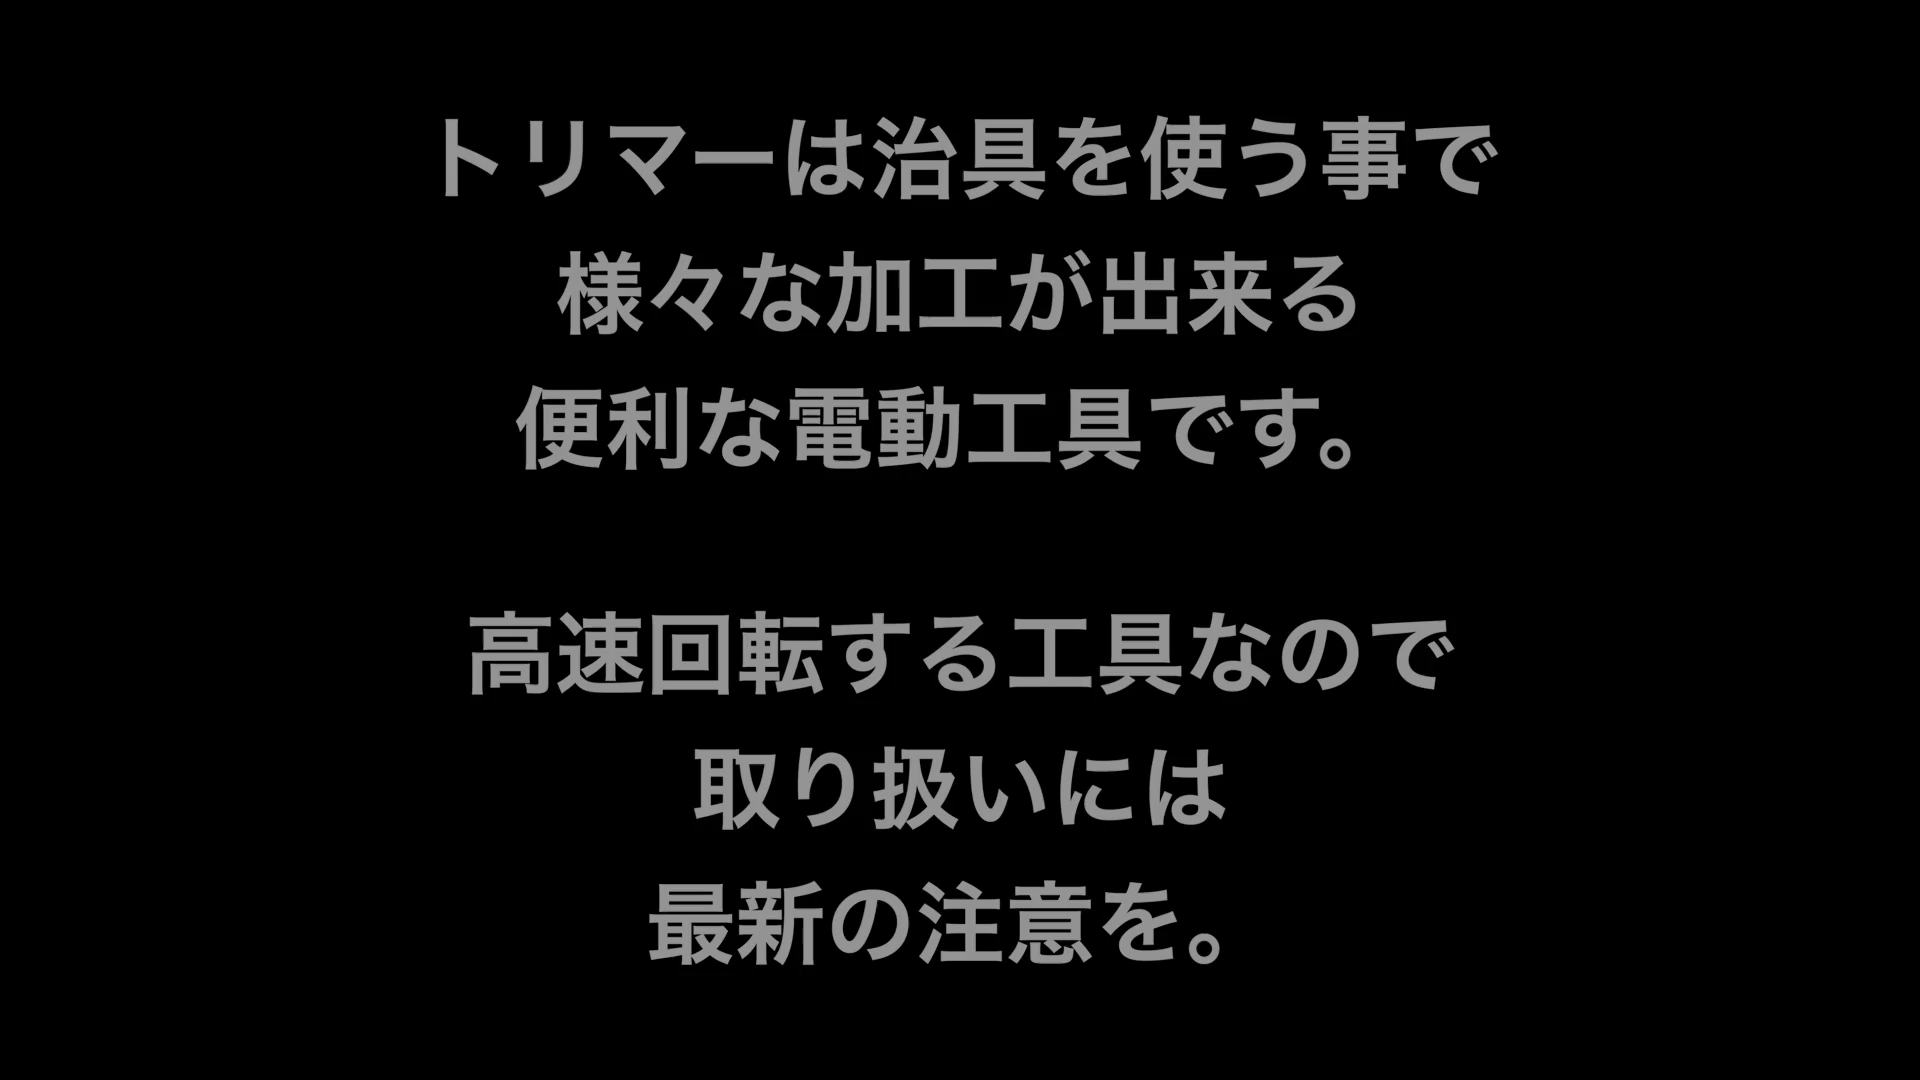 トリマーは治具を使う事で
様々な加工が出来る
便利な電動工具です。
高速回転する工具なので
取り扱いには
最新の注意を。